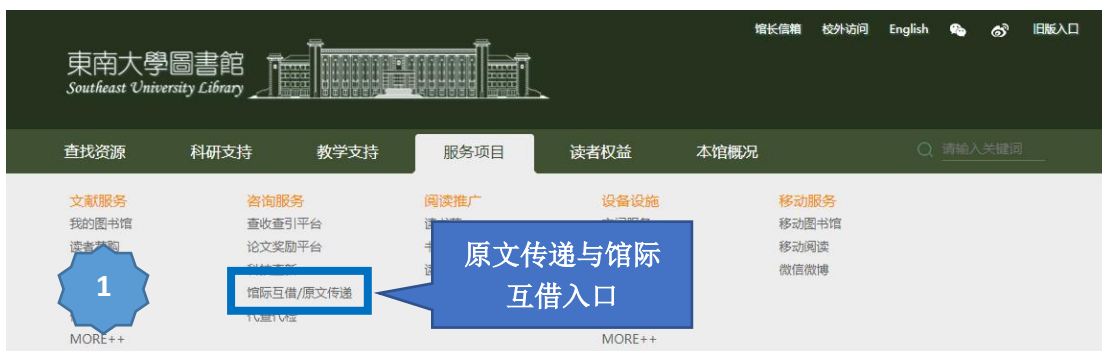 馆长信箱 校外访问 English 旧版入口
東南大學圖書館
Southeast University Library
查找资源 科研支持 教学支持 服务项目 读者权益 本馆概况 请输入关键词
文献服务 咨询服务 阅读推广 设备设施 移动服务
我的图书馆 查收查引平台 移动图书馆
论文奖励平台 移动阅读
微信微博
原文传递与馆际
互借入口
1
馆际互借/原文传递
MORE++ MORE++